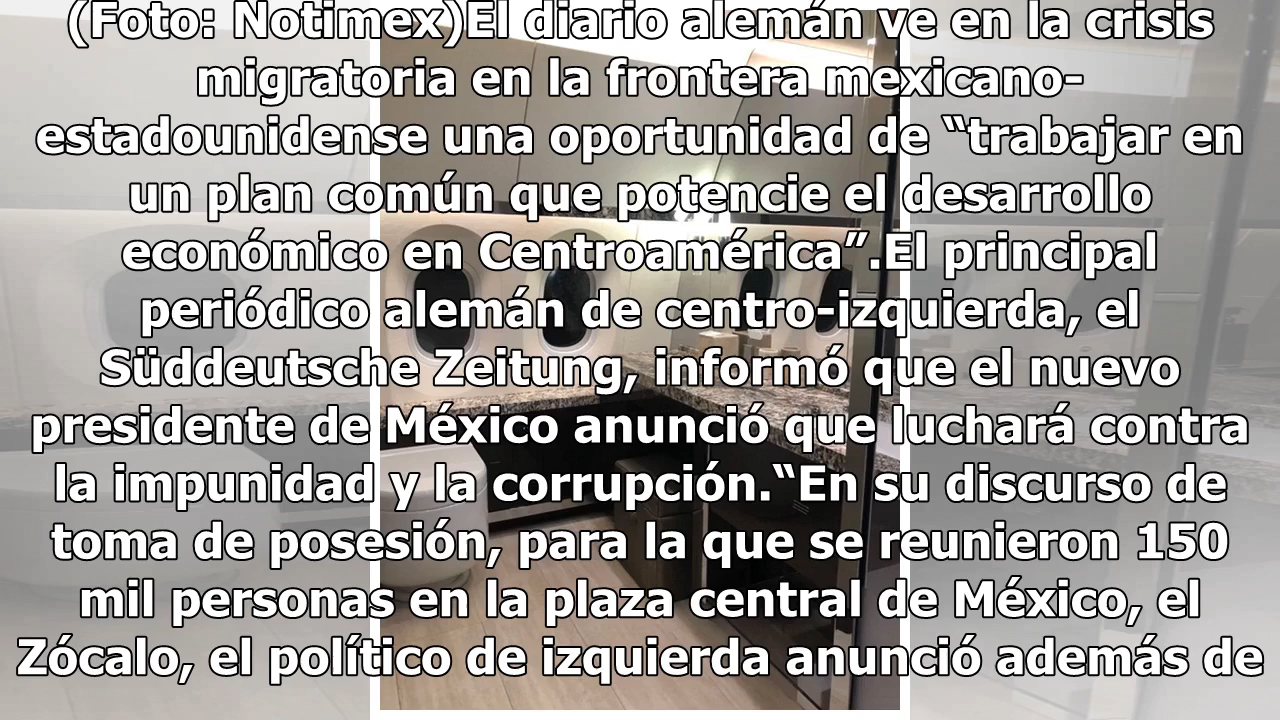 (Foto: Notimex)El diario alemán ve en la crisis
migratoria en la frontera mexicano-
estadounidense una oportunidad de “trabajar en
un plan común que potencie el desarrollo
económico en Centroamérica”.El principal
periódico alemán de centro-izquierda, el
Süddeutsche Zeitung, informó que el nuevo
presidente de México anunció que luchará contra
la impunidad y la corrupción.“En su discurso de
toma de posesión, para la que se reunieron 150
mil personas en la plaza central de México, el
Zócalo, el político de izquierda anunció además de